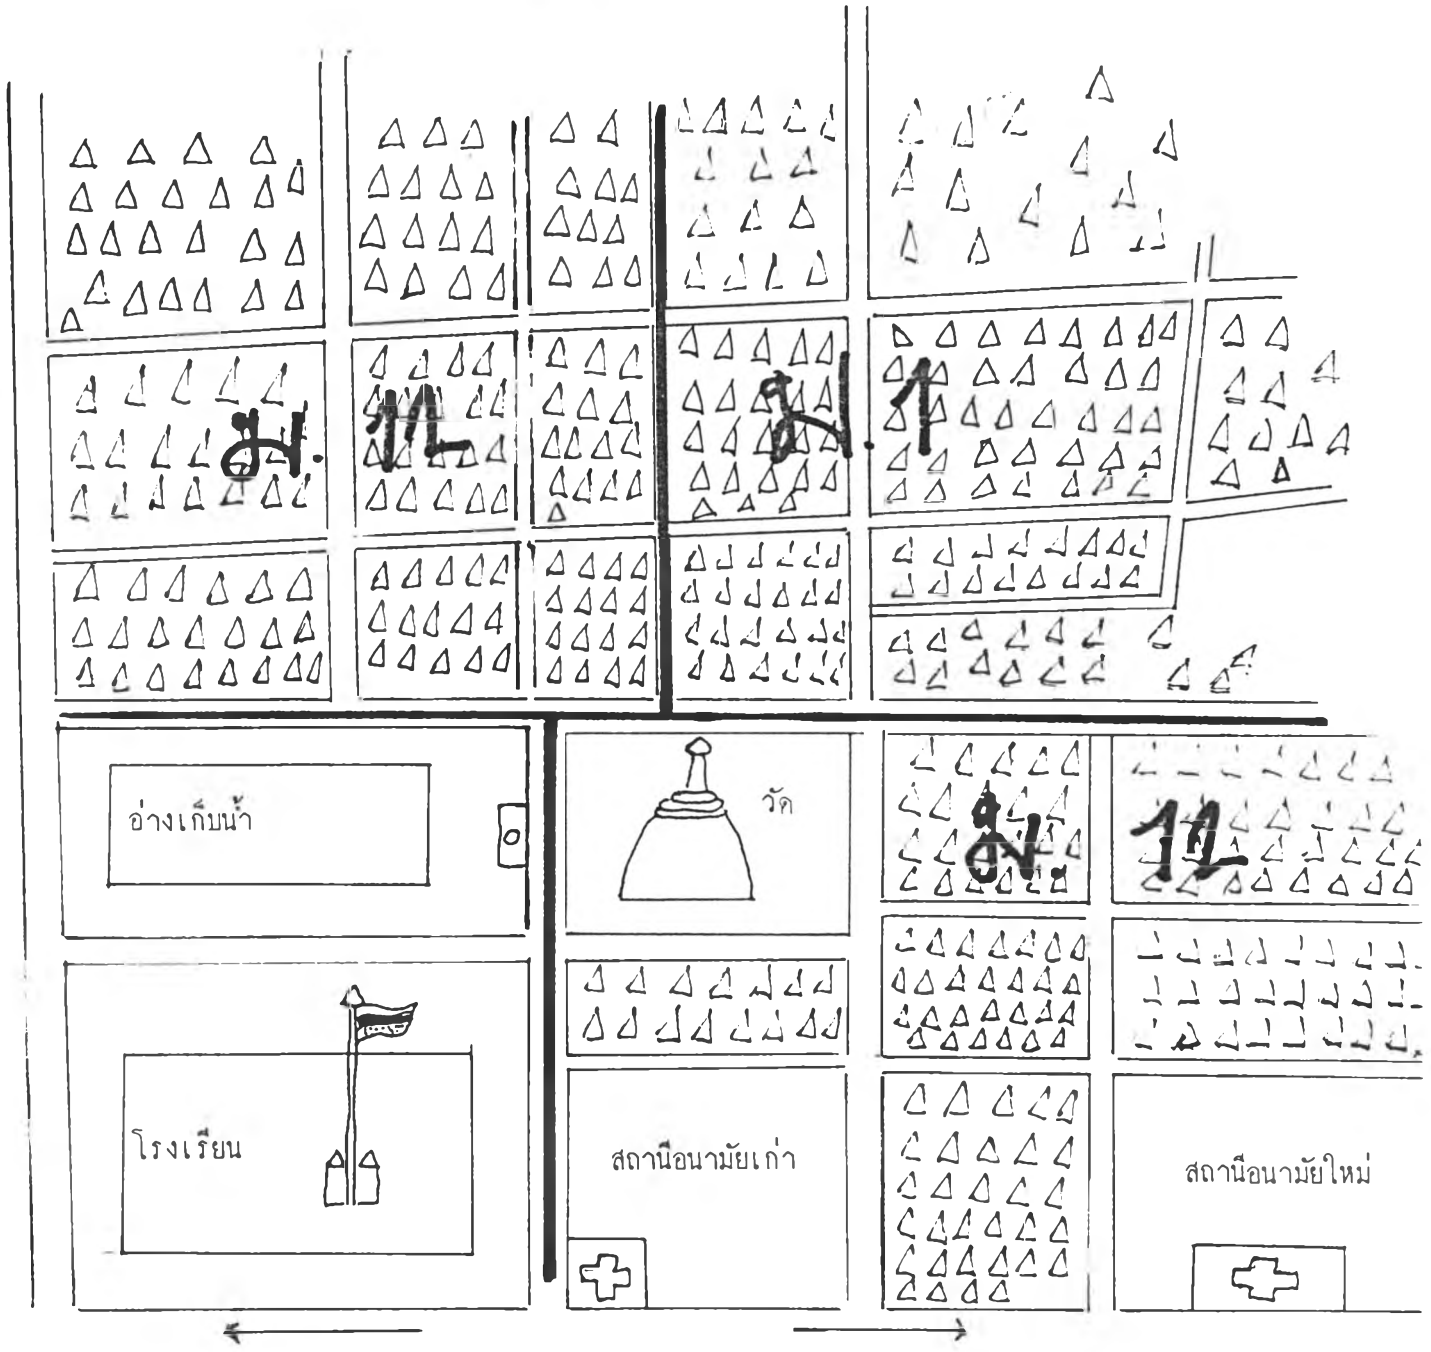 ม.
ม.1
อ่างเก็บน้ำ
วัด
ม. 12
โรงเรียน
สถานีอนามัยเก่า
สถานีอนามัยใหม่